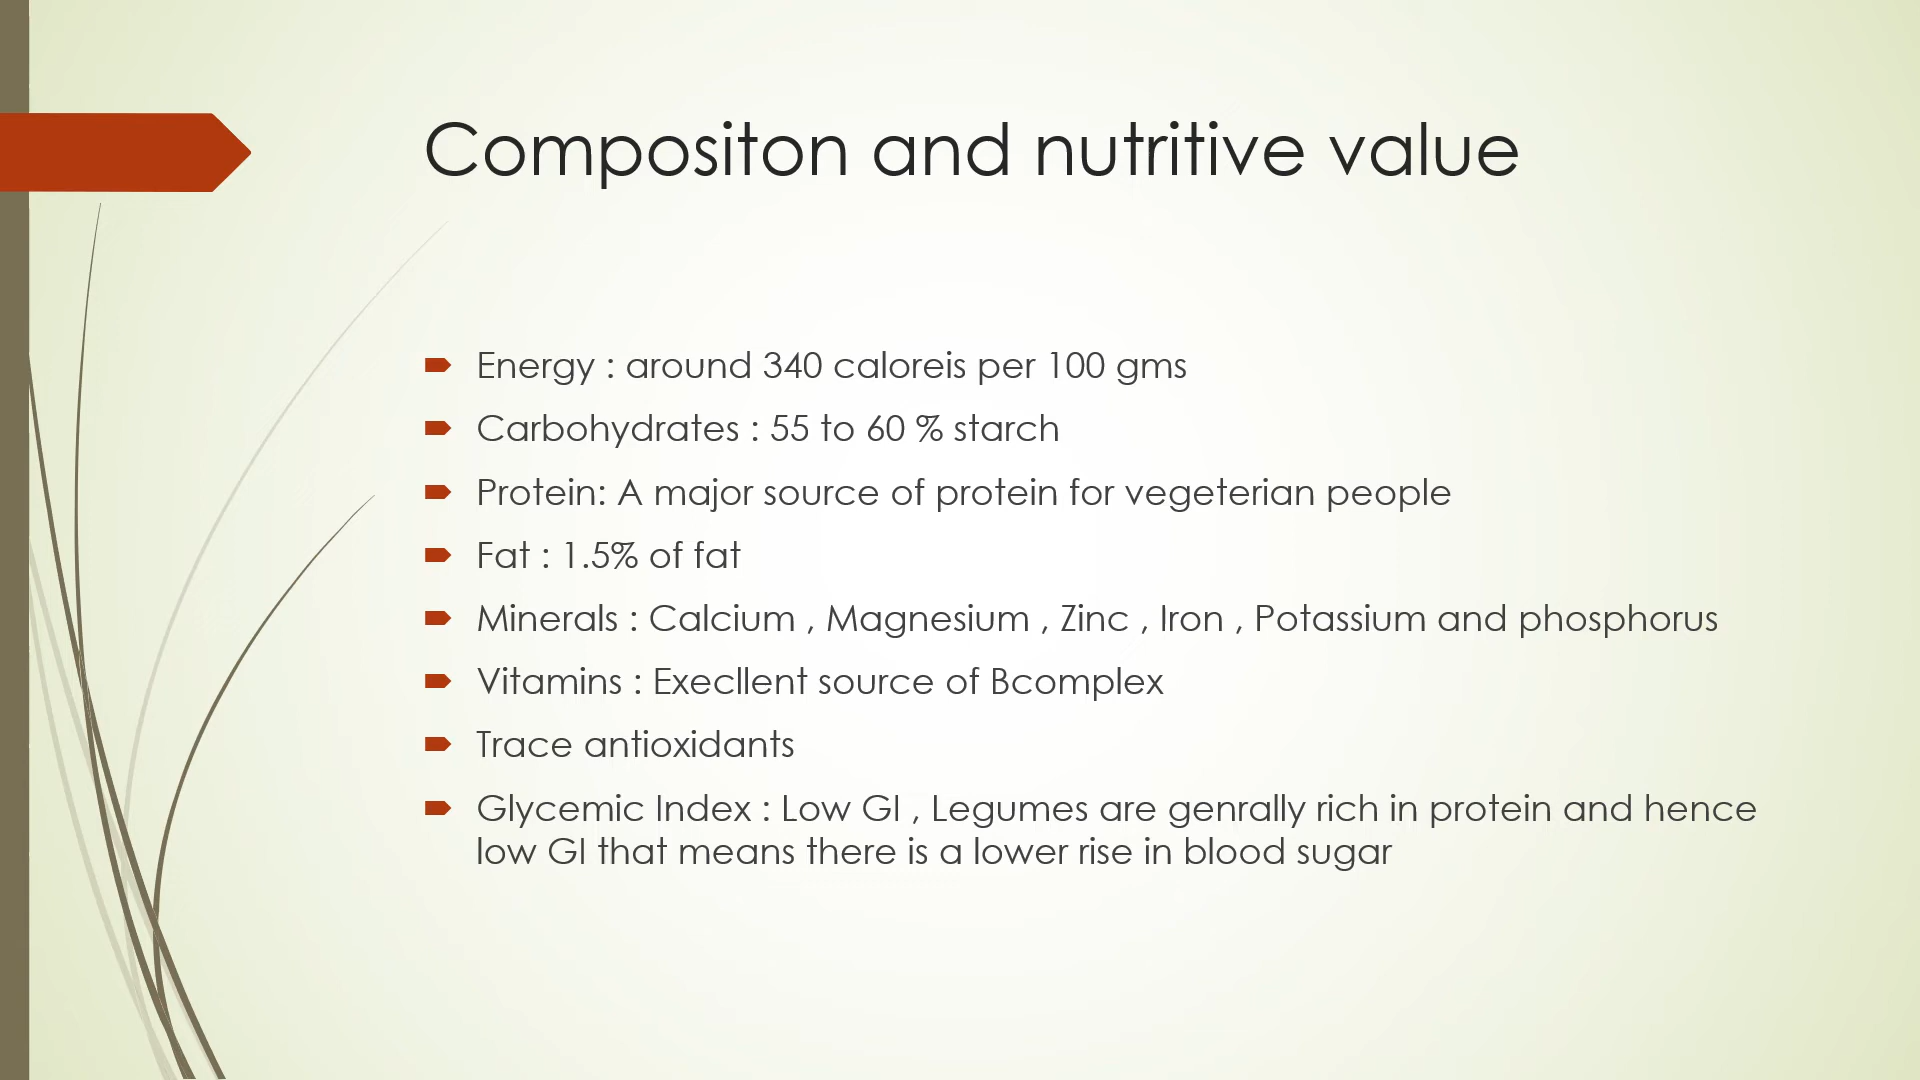 Compositon and nutritive value
Energy : around 340 caloreis per 100 gms
Carbohydrates : 55 to 60 % starch
Protein: A major source of protein for vegeterian people
Fat : 1.5% of fat
Minerals : Calcium , Magnesium , Zinc , Iron , Potassium and phosphorus
Vitamins : Execllent source of Bcomplex
Trace antioxidants
Glycemic Index : Low GI , Legumes are genrally rich in protein and hence
low GI that means there is a lower rise in blood sugar